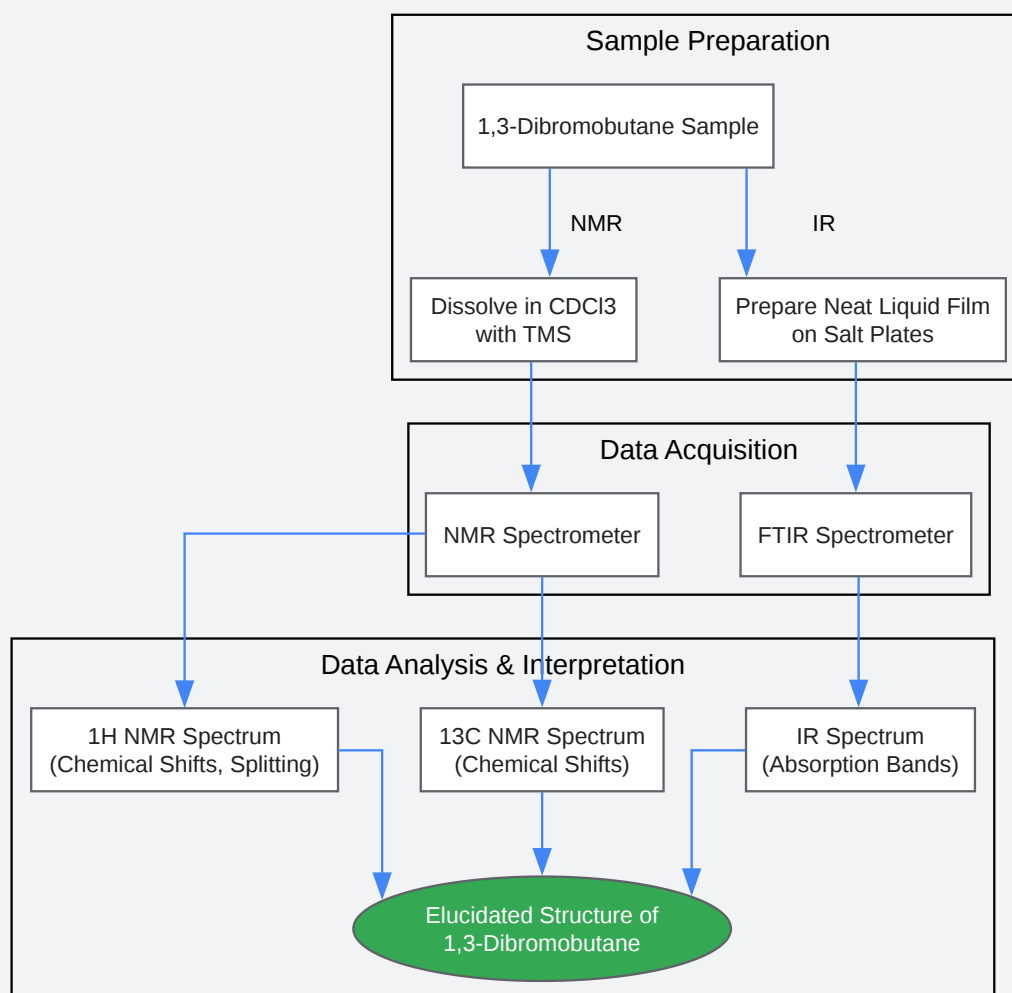 Sample Preparation
1,3-Dibromobutane Sample
NMR
IR
Dissolve in CDCl3
with TMS
Prepare Neat Liquid Film
on Salt Plates
Data Acquisition
NMR Spectrometer
FTIR Spectrometer
Data Analysis & Interpretation
1H NMR Spectrum
(Chemical Shifts, Splitting)
13C NMR Spectrum
(Chemical Shifts)
IR Spectrum
(Absorption Bands)
Elucidated Structure of
1,3-Dibromobutane